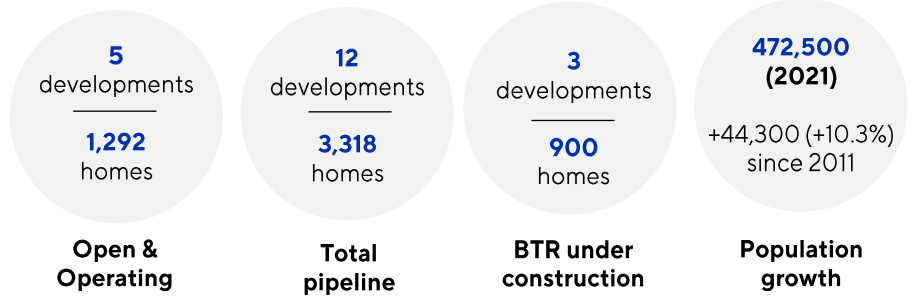 5
developments
1,292
homes
Open &
Operating
12
developments
3,318
homes
Total
pipeline
3
developments
900
homes
BTR under
construction
472,500
(2021)
+44,300 (+10.3%)
since 2011
Population
growth